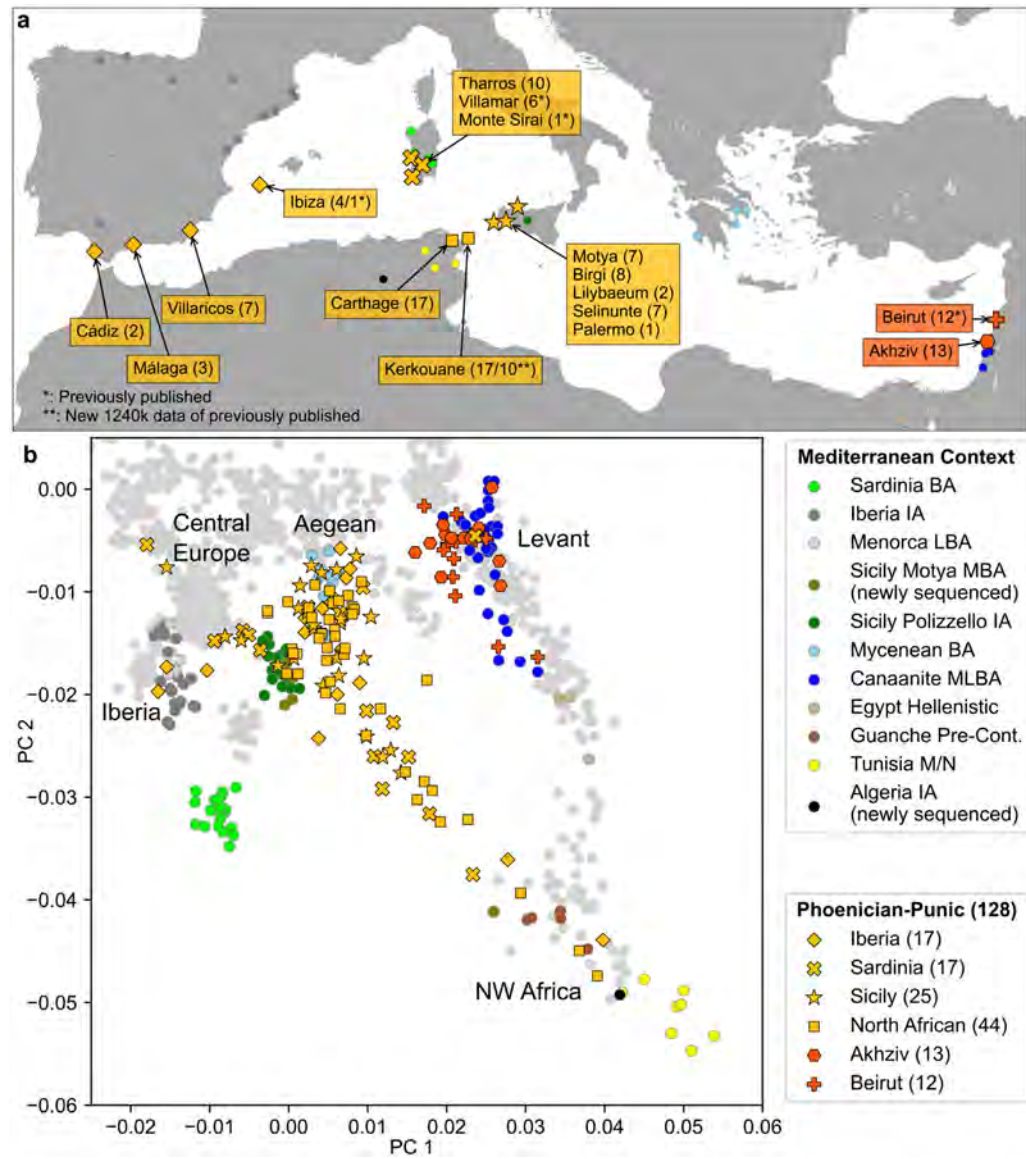 a
Tharros (10)
Villamar (6*)
Monte Sirai (1*)
Ibiza (4/1*)
Motya (7)
Birgi (8)
Lilybaeum (2)
Selinunte (7)
Palermo (1)
Carthage (17)
Villaricos (7)
Beirut (12*)
Cádiz (2)
Akhziv (13)
Málaga (3)
Kerkouane (17/10**)
*: Previously published
**: New 1240k data of previously published
b
0.00
−0.01
−0.02
−0.03
−0.04
−0.05
−0.06
PC 2
Central
Europe
Aegean
Levant
Iberia
NW Africa
−0.02
−0.01
0.00
0.01
0.02
0.03
0.04
0.05
0.06
PC 1
Mediterranean Context
Sardinia BA
Iberia IA
Menorca LBA
Sicily Motya MBA
(newly sequenced)
Sicily Polizzello IA
Mycenean BA
Canaanite MLBA
Egypt Hellenistic
Guanche Pre-Cont.
Tunisia M/N
Algeria IA
(newly sequenced)
Phoenician-Punic (128)
Iberia (17)
Sardinia (17)
Sicily (25)
North African (44)
Akhziv (13)
Beirut (12)